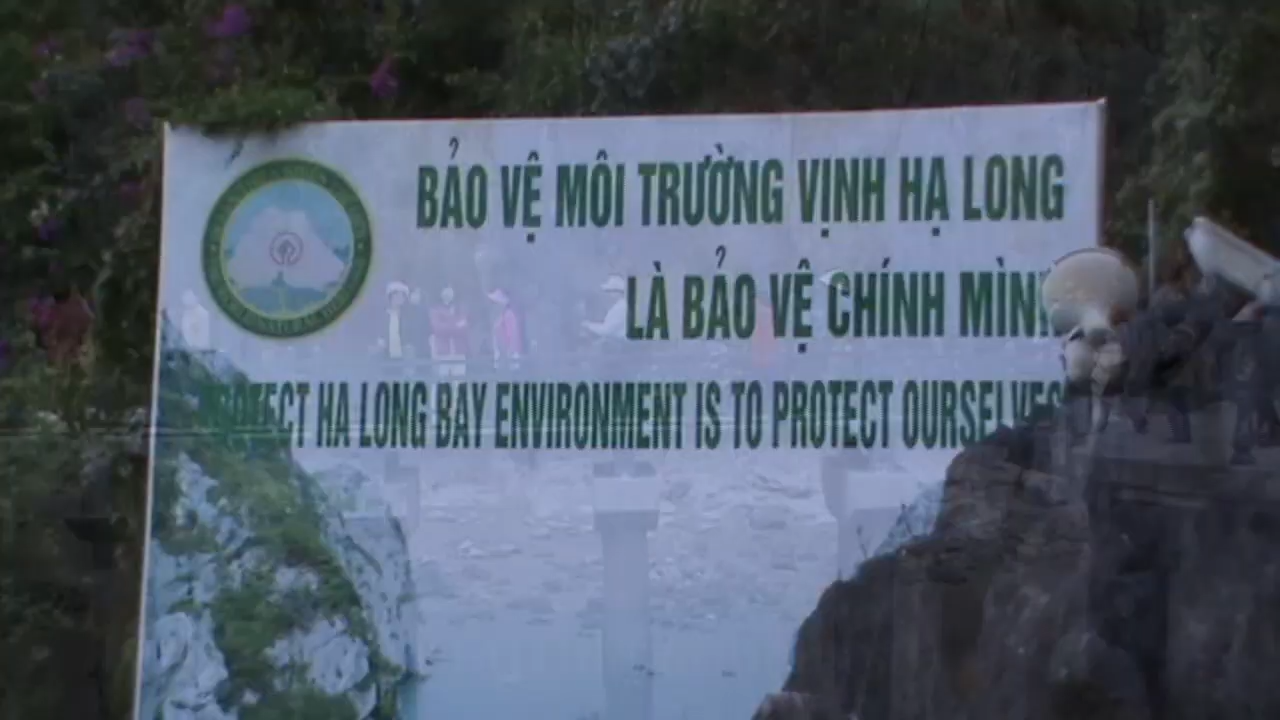 BẢO VỆ MÔI TRƯỜNG VỊNH HẠ LONG
LÀ BẢO VỆ CHÍNH MÌNH
PROTECT HA LONG BAY ENVIRONMENT IS TO PROTECT OURSELVES